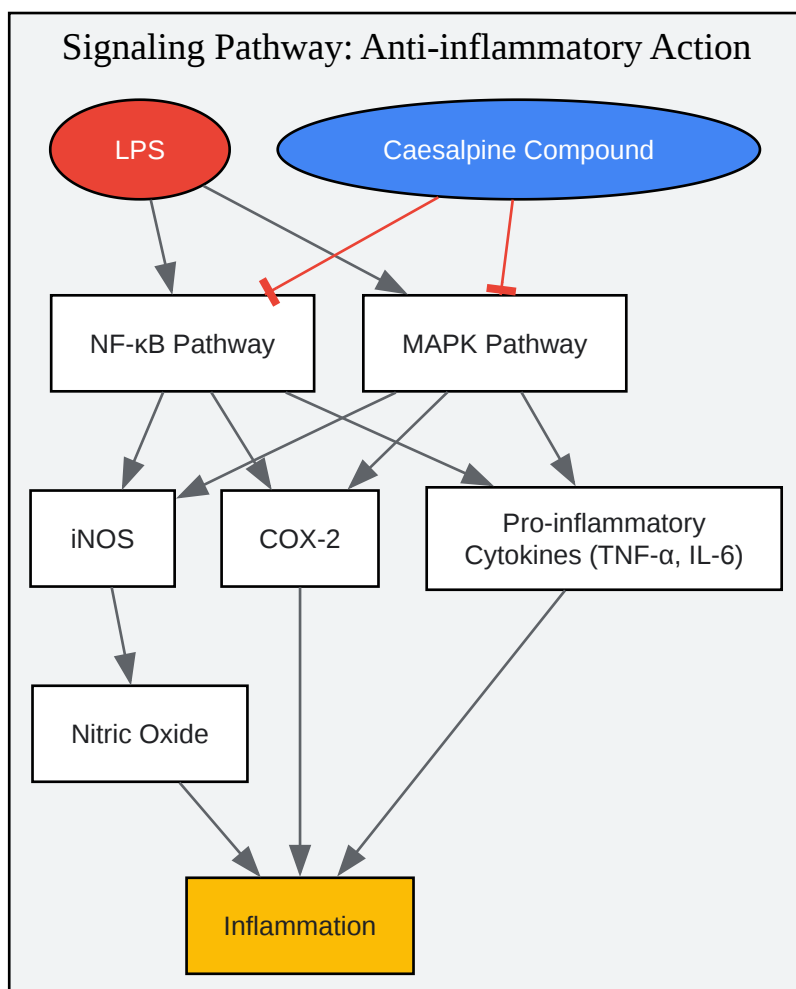 Signaling Pathway: Anti-inflammatory Action
LPS
Caesalpine Compound
NF-κB Pathway
MAPK Pathway
iNOS
COX-2
Pro-inflammatory
Cytokines (TNF-α, IL-6)
Nitric Oxide
Inflammation